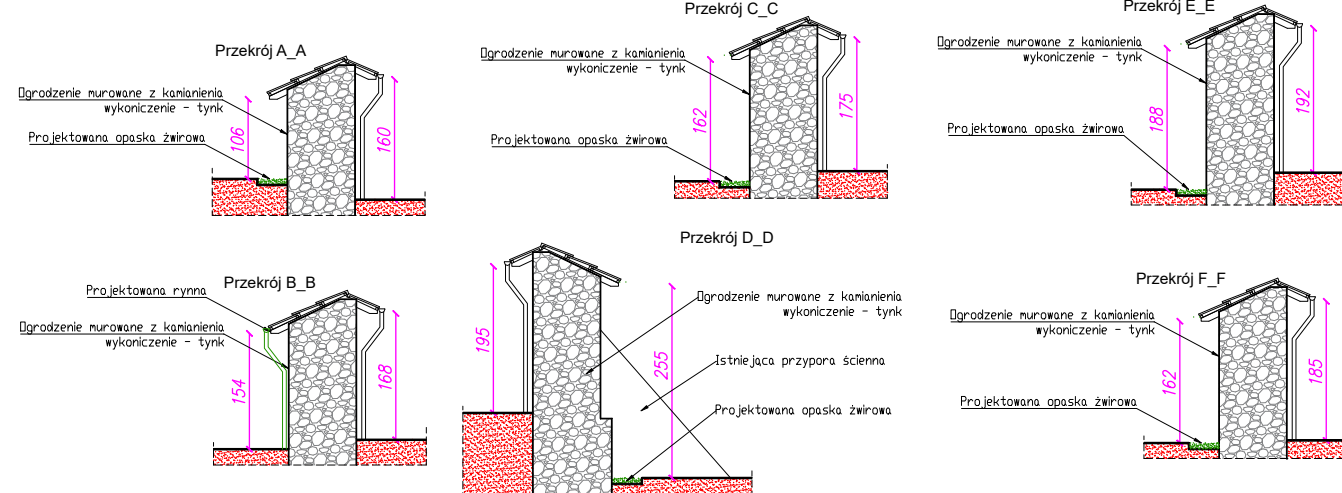 Przekrój A_A
Ogrodzenie murowane z kamianienia
wykoniczenie - tynk
Projektowana opaska żwirowa
106
160
Przekrój C_C
Ogrodzenie murowane z kamianienia
wykoniczenie - tynk
Projektowana opaska żwirowa
162
175
Przekrój E_E
Ogrodzenie murowane z kamianienia
wykoniczenie - tynk
Projektowana opaska żwirowa
188
192
Przekrój B_B
Projektowana rynna
Ogrodzenie murowane z kamianienia
wykoniczenie - tynk
154
168
Przekrój D_D
Ogrodzenie murowane z kamianienia
wykoniczenie - tynk
Istniejąca przypora ścienna
Projektowana opaska żwirowa
195
255
Przekrój F_F
Ogrodzenie murowane z kamianienia
wykoniczenie - tynk
Projektowana opaska żwirowa
162
185